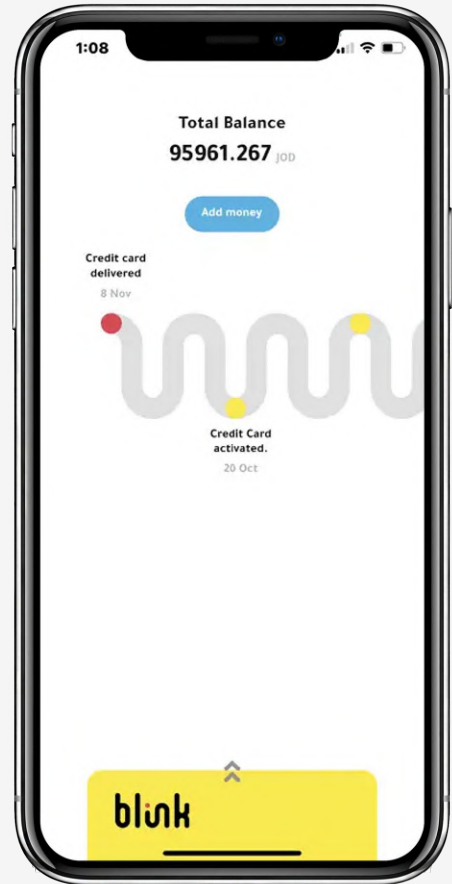 1:08
Total Balance
95961.267 JOD
Add money
Credit card
delivered
8 Nov
Credit Card
activated.
20 Oct
blink